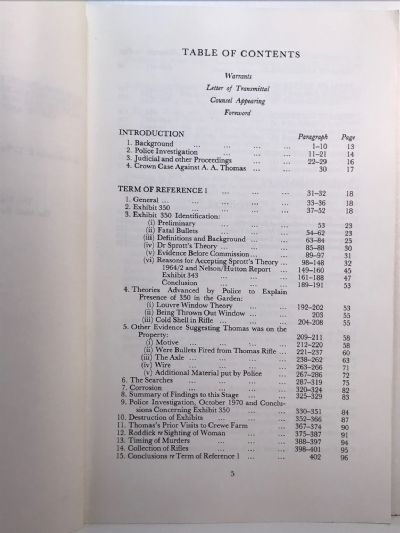 TABLE OF CONTENTS
Warrants
Letter of Transmittal
Counsel Appearing
Foreword
INTRODUCTION Paragraph Page
1. Background ... ... ... ... 1–10 13
2. Police Investigation ... ... ... 11–21 14
3. Judicial and other Proceedings ... ... 22–29 16
4. Crown Case Against A. A. Thomas ... ... 30 17
TERM OF REFERENCE 1 ... ... ... 31–32 18
1. General ... ... ... ... ... 33–36 18
2. Exhibit 350 ... ... ... ... 37–52 18
3. Exhibit 350 Identification:
(i) Preliminary ... ... ... 53 23
(ii) Fatal Bullets ... ... ... 54–62 23
(iii) Definitions and Background ... ... 63–84 25
(iv) Dr Sprott's Theory ... ... ... 85–88 30
(v) Evidence Before Commission ... ... 89–97 31
(vi) Reasons for Accepting Sprott's Theory ... 98–148 32
1964/2 and Nelson/Hutton Report ... 149–160 45
Exhibit 343 ... ... ... 161–188 47
Conclusion ... ... ... 189–191 53
4. Theories Advanced by Police to Explain
Presence of 350 in the Garden:
(i) Louvre Window Theory ... ... 192–202 53
(ii) Being Thrown Out Window ... ... 203 55
(iii) Cold Shell in Rifle ... ... ... 204–208 55
5. Other Evidence Suggesting Thomas was on the
Property: ... ... ... ... 209–211 58
(i) Motive ... ... ... ... 212–220 58
(ii) Were Bullets Fired from Thomas Rifle ... 221–237 60
(iii) The Axle ... ... ... ... 238–262 63
(iv) Wire ... ... ... ... 263–266 71
(v) Additional Material put by Police ... 267–286 72
6. The Searches ... ... ... ... 287–319 75
7. Corrosion ... ... ... ... 320–324 82
8. Summary of Findings to this Stage ... ... 325–329 83
9. Police Investigation, October 1970 and Conclu-
sions Concerning Exhibit 350 ... ... 330–351 84
10. Destruction of Exhibits ... ... ... 352–366 87
11. Thomas's Prior Visits to Crewe Farm ... 367–374 90
12. Roddick re Sighting of Woman ... ... 375–387 91
13. Timing of Murders ... ... ... 388–397 94
14. Collection of Rifles ... ... ... 398–401 95
15. Conclusions re Term of Reference 1 ... ... 402 96
5